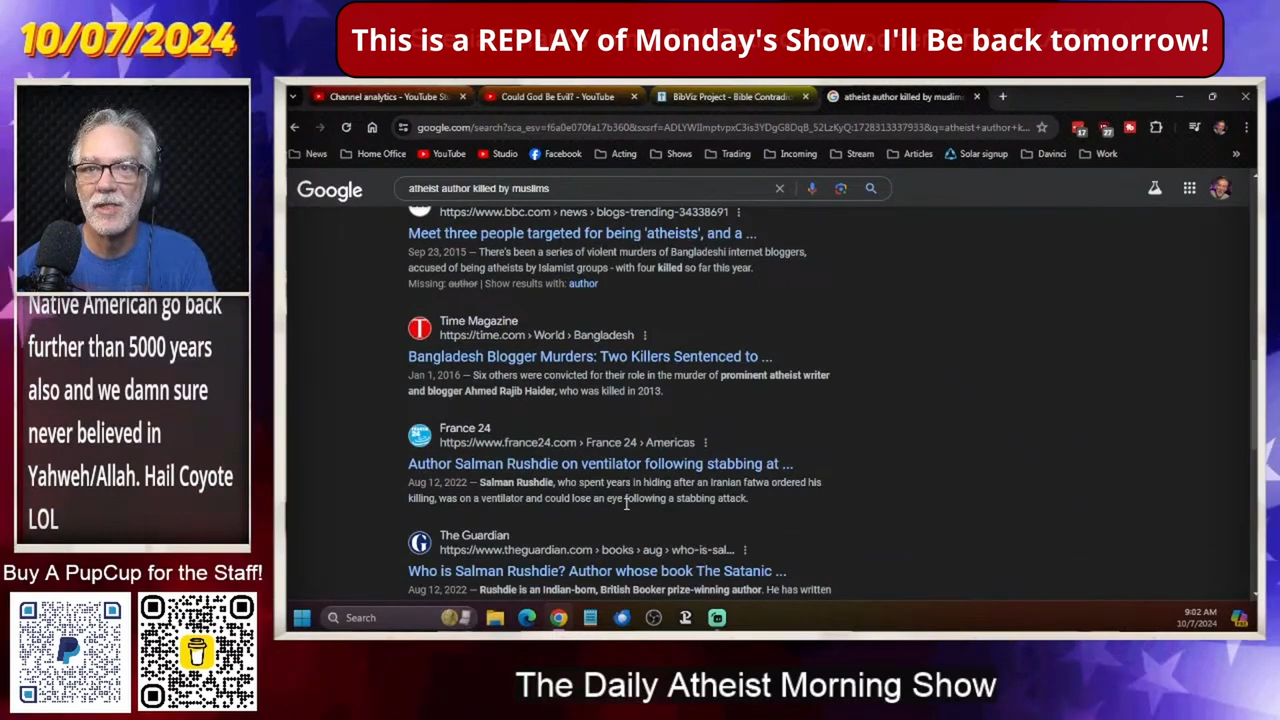 10/07/2024
This is a REPLAY of Monday's Show. I'll Be back tomorrow!
Channel analytics - YouTube St
Could God Be Evil? - YouTube
BibViz Project - Bible Contradic
atheist author killed by muslim
google.com/search?sca_esv=f6a0e070fa17b360&sxsrf=ADLYWIImptvpxC3is3YDgG8DqB_52LzKyQ:1728313337933&q=atheist+author+k...
17
27
News
Home Office
YouTube
Studio
Facebook
Acting
Shows
Trading
Incoming
Stream
Articles
Solar signup
Davinci
Work
Google
atheist author killed by muslims
https://www.bbc.com › news › blogs-trending-34338691
Meet three people targeted for being 'atheists', and a ...
Sep 23, 2015 — There's been a series of violent murders of Bangladeshi internet bloggers,
accused of being atheists by Islamist groups - with four killed so far this year.
Missing: author | Show results with: author
Time Magazine
https://time.com › World › Bangladesh
Bangladesh Blogger Murders: Two Killers Sentenced to ...
Jan 1, 2016 — Six others were convicted for their role in the murder of prominent atheist writer
and blogger Ahmed Rajib Haider, who was killed in 2013.
France 24
https://www.france24.com › France 24 › Americas
Author Salman Rushdie on ventilator following stabbing at ...
Aug 12, 2022 — Salman Rushdie, who spent years in hiding after an Iranian fatwa ordered his
killing, was on a ventilator and could lose an eye following a stabbing attack.
The Guardian
https://www.theguardian.com › books › aug › who-is-sal...
Who is Salman Rushdie? Author whose book The Satanic ...
Aug 12, 2022 — Rushdie is an Indian-born, British Booker prize-winning author. He has written
Search
9:02 AM
10/7/2024
Native American go back
further than 5000 years
also and we damn sure
never believed in
Yahweh/Allah. Hail Coyote
LOL
Buy A PupCup for the Staff!
The Daily Atheist Morning Show